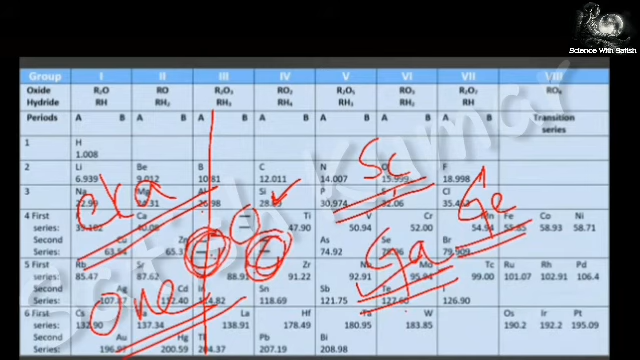 Science With Satish
Group I II III IV V VI VII VIII
Oxide R₂O RO R₂O₃ RO₂ R₂O₅ RO₃ R₂O₇ RO₄
Hydride RH RH₂ RH₃ RH₄ RH₃ RH₂ RH
Periods A B A B A B A B A B A B A B Transition
series
1 H
1.008
2 Li Be B C N O F
6.939 9.012 10.81 12.011 14.007 15.999 18.998
3 Na Mg Al Si P S Cl
22.99 24.31 26.98 30.974 32.06 35.453
4 First K Ca Ti V Cr Mn Fe Co Ni
series: 39.102 40.08 47.90 50.94 52.00 54.94 55.85 58.93 58.71
Second Cu Zn As Se Br
series: 63.54 65.37 74.92 78.96 79.909
5 First Rb Sr Zr Nb Mo Tc Ru Rh Pd
series: 85.47 87.62 88.91 91.22 92.91 95.94 99.00 101.07 102.91 106.4
Second Ag Cd In Sn Sb Te I
series: 107.87 112.40 114.82 118.69 121.75 127.60 126.90
6 First Cs Ba La Hf Ta W Os Ir Pt
series: 132.90 137.34 138.91 178.49 180.95 183.85 190.2 192.2 195.09
Second Au Hg Tl Pb Bi
series: 196.97 200.59 204.37 207.19 208.98
eka
one
Sc
Ga
Ge
Satish Kumar